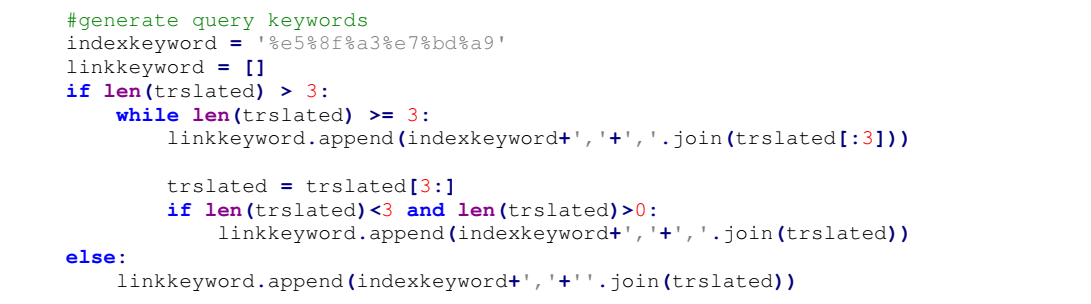 #generate query keywords
indexkeyword = '%e5%8f%a3%e7%bd%a9'
linkkeyword = []
if len(trslated) > 3:
    while len(trslated) >= 3:
        linkkeyword.append(indexkeyword+','+','.join(trslated[:3]))
        trslated = trslated[3:]
        if len(trslated)<3 and len(trslated)>0:
            linkkeyword.append(indexkeyword+','+','.join(trslated))
else:
    linkkeyword.append(indexkeyword+','+''.join(trslated))